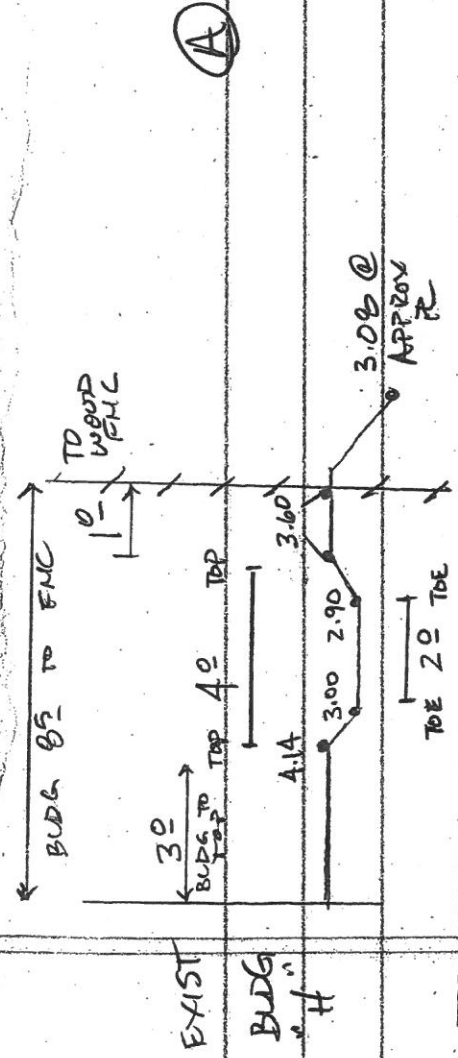 A
BLDG 8⁵ TO FNC
TO
WOOD
FNC
1⁰
3⁰
BLDG TO
TOP
TOP 4⁰ TOP
EXIST
BLDG
"H"
4.14
3.00
2.90
3.60
3.08 @
APPROX
TOE 2⁰ TOE